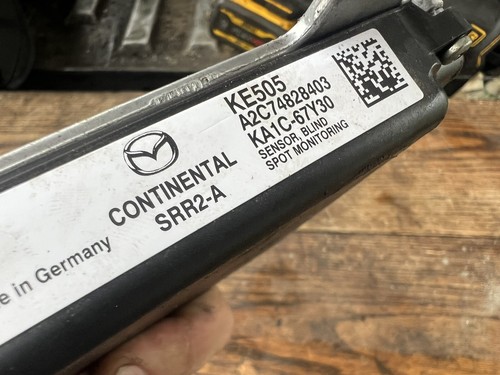 KE505
A2C74828403
KA1C-67Y30
SENSOR, BLIND
SPOT MONITORING
CONTINENTAL
SRR2-A
in Germany